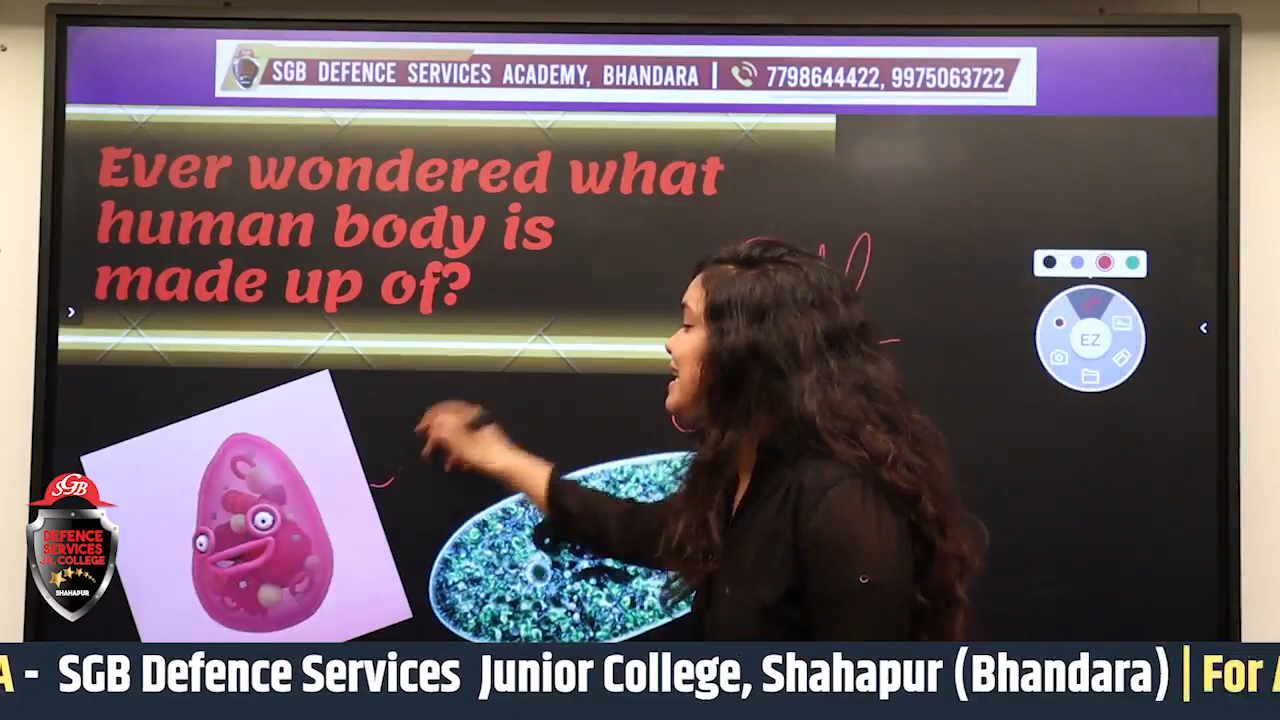 SGB DEFENCE SERVICES ACADEMY, BHANDARA | 7798644422, 9975063722
Ever wondered what
human body is
made up of?
EZ
SGB
DEFENCE
SERVICES
JR. COLLEGE
SHAHAPUR
A - SGB Defence Services Junior College, Shahapur (Bhandara) | For